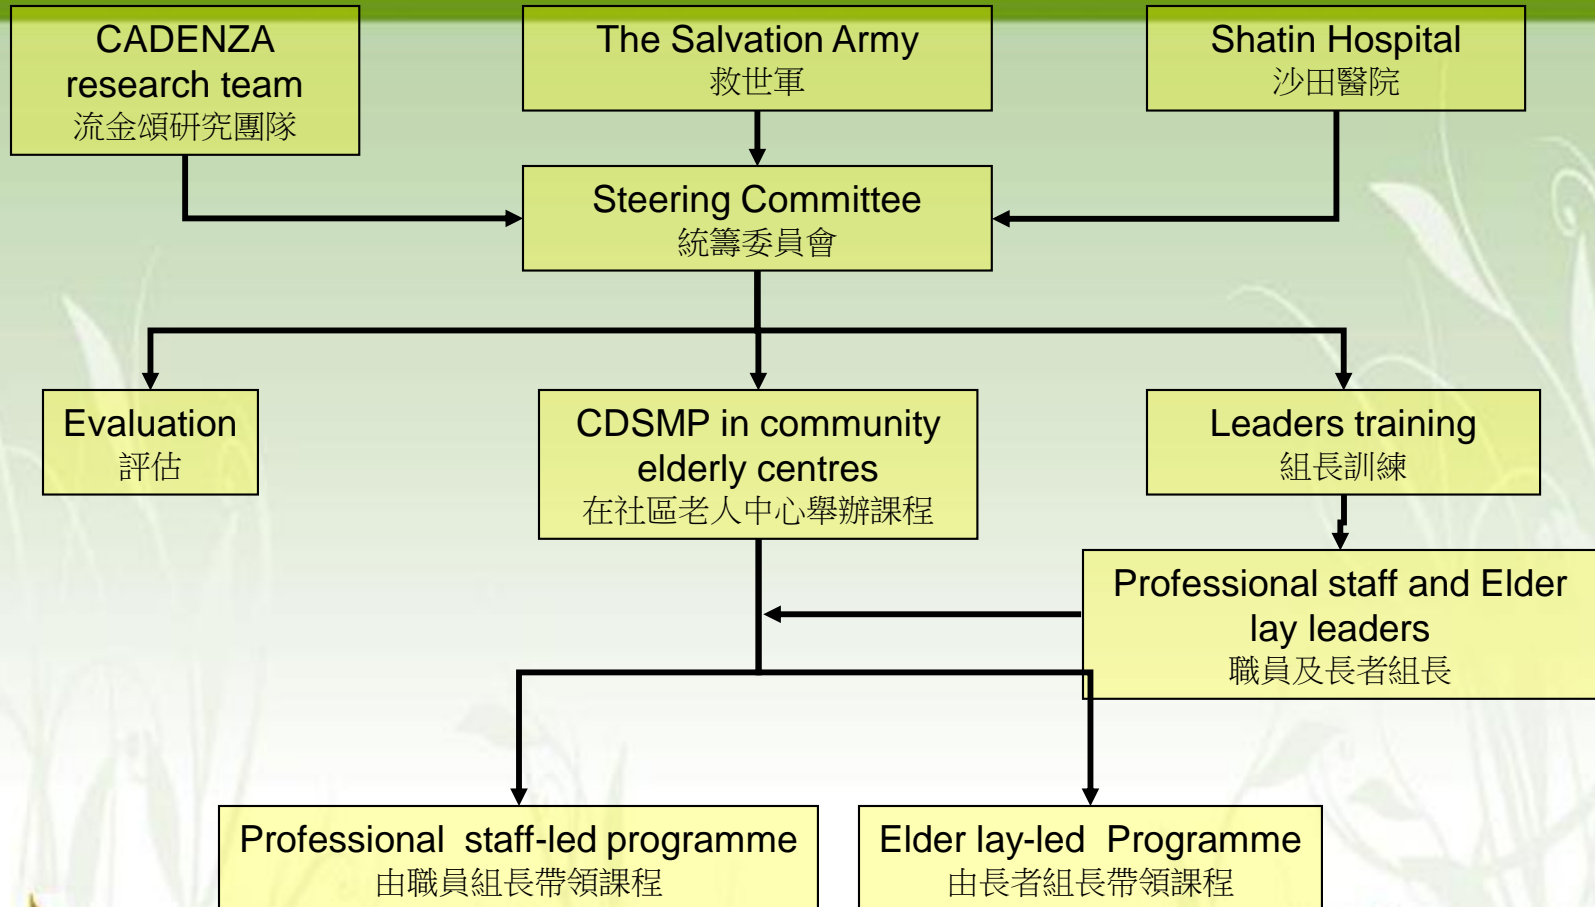 CADENZA
research team
流金頌研究團隊
The Salvation Army
救世軍
Shatin Hospital
沙田醫院
Steering Committee
統籌委員會
Evaluation
評估
CDSMP in community
elderly centres
在社區老人中心舉辦課程
Leaders training
組長訓練
Professional staff and Elder
lay leaders
職員及長者組長
Professional staff-led programme
由職員組長帶領課程
Elder lay-led Programme
由長者組長帶領課程